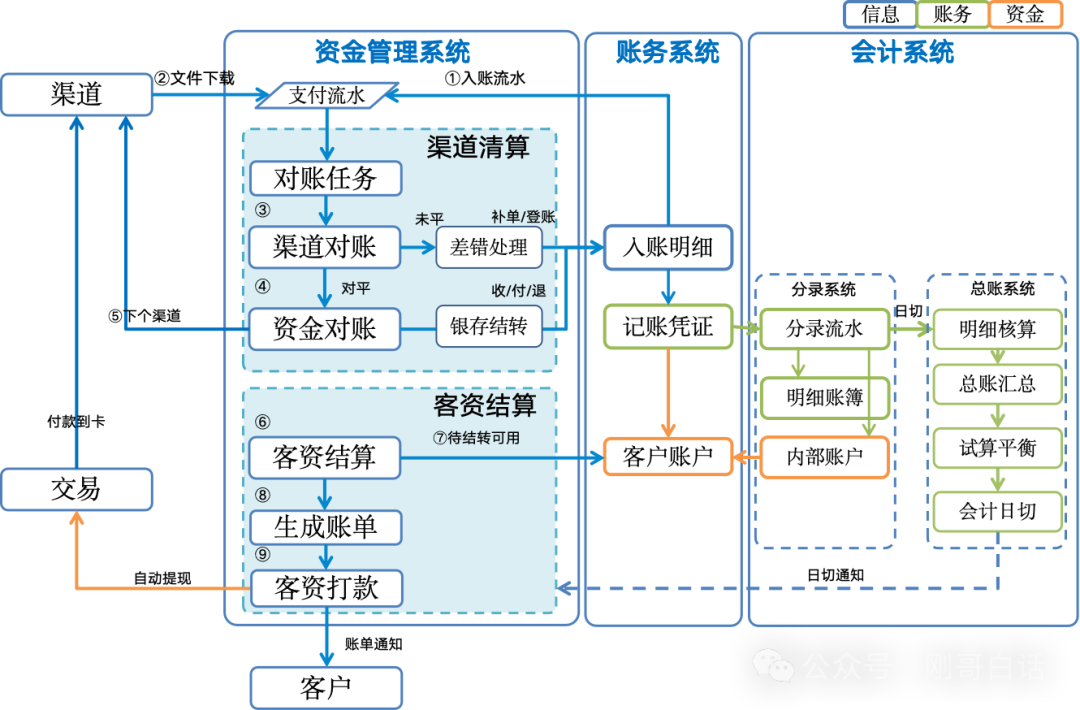 信息 账务 资金
资金管理系统 账务系统 会计系统
渠道
②文件下载
支付流水
①入账流水
渠道清算
对账任务
③
渠道对账
未平
差错处理
补单/登账
入账明细
④
对平
资金对账
银存结转
收/付/退
⑤下个渠道
记账凭证
分录系统
分录流水
明细账簿
内部账户
日切
总账系统
明细核算
总账汇总
试算平衡
会计日切
付款到卡
客资结算
⑥
客资结算
⑦待结转可用
客户账户
交易
⑧
生成账单
⑨
客资打款
自动提现
日切通知
账单通知
客户
公众号 刚哥白话